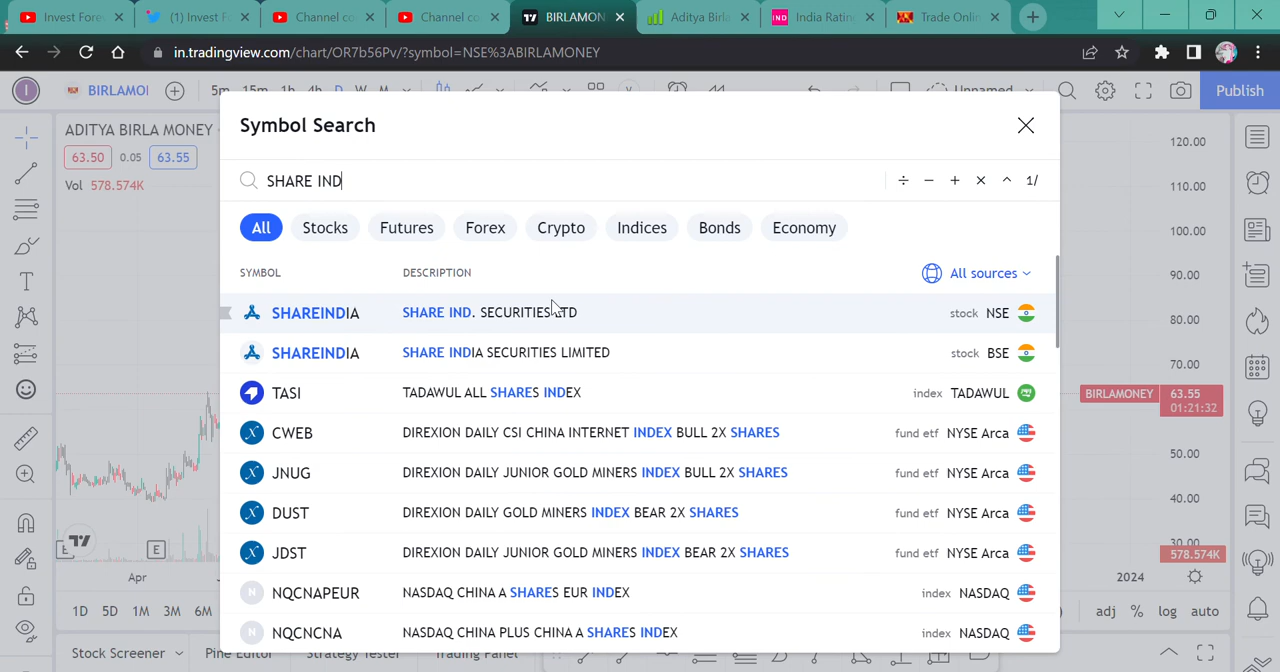 (1) Invest F
Channel co
Channel co
BIRLAMON
Aditya Birla
India Ratin
Trade Onlin
in.tradingview.com/chart/OR7b56Pv/?symbol=NSE%3ABIRLAMONEY
BIRLAMOI
5m 15m 1h 4h D W M
Unnamed
Publish
ADITYA BIRLA MONEY
63.50 0.05 63.55
Vol 578.574K
Symbol Search
SHARE IND
÷ − + × ^ 1/
All Stocks Futures Forex Crypto Indices Bonds Economy
SYMBOL DESCRIPTION All sources
SHAREINDIA SHARE IND. SECURITIES LTD stock NSE
SHAREINDIA SHARE INDIA SECURITIES LIMITED stock BSE
TASI TADAWUL ALL SHARES INDEX index TADAWUL
CWEB DIREXION DAILY CSI CHINA INTERNET INDEX BULL 2X SHARES fund etf NYSE Arca
JNUG DIREXION DAILY JUNIOR GOLD MINERS INDEX BULL 2X SHARES fund etf NYSE Arca
DUST DIREXION DAILY GOLD MINERS INDEX BEAR 2X SHARES fund etf NYSE Arca
JDST DIREXION DAILY JUNIOR GOLD MINERS INDEX BEAR 2X SHARES fund etf NYSE Arca
NQCNAPEUR NASDAQ CHINA A SHARES EUR INDEX index NASDAQ
NQCNCNA NASDAQ CHINA PLUS CHINA A SHARES INDEX index NASDAQ
120.00
110.00
100.00
90.00
80.00
70.00
BIRLAMONEY 63.55
01:21:32
50.00
40.00
30.00
578.574K
E E
Apr 2024
1D 5D 1M 3M 6M
adj % log auto
Stock Screener Pine Editor Strategy Tester Trading Panel